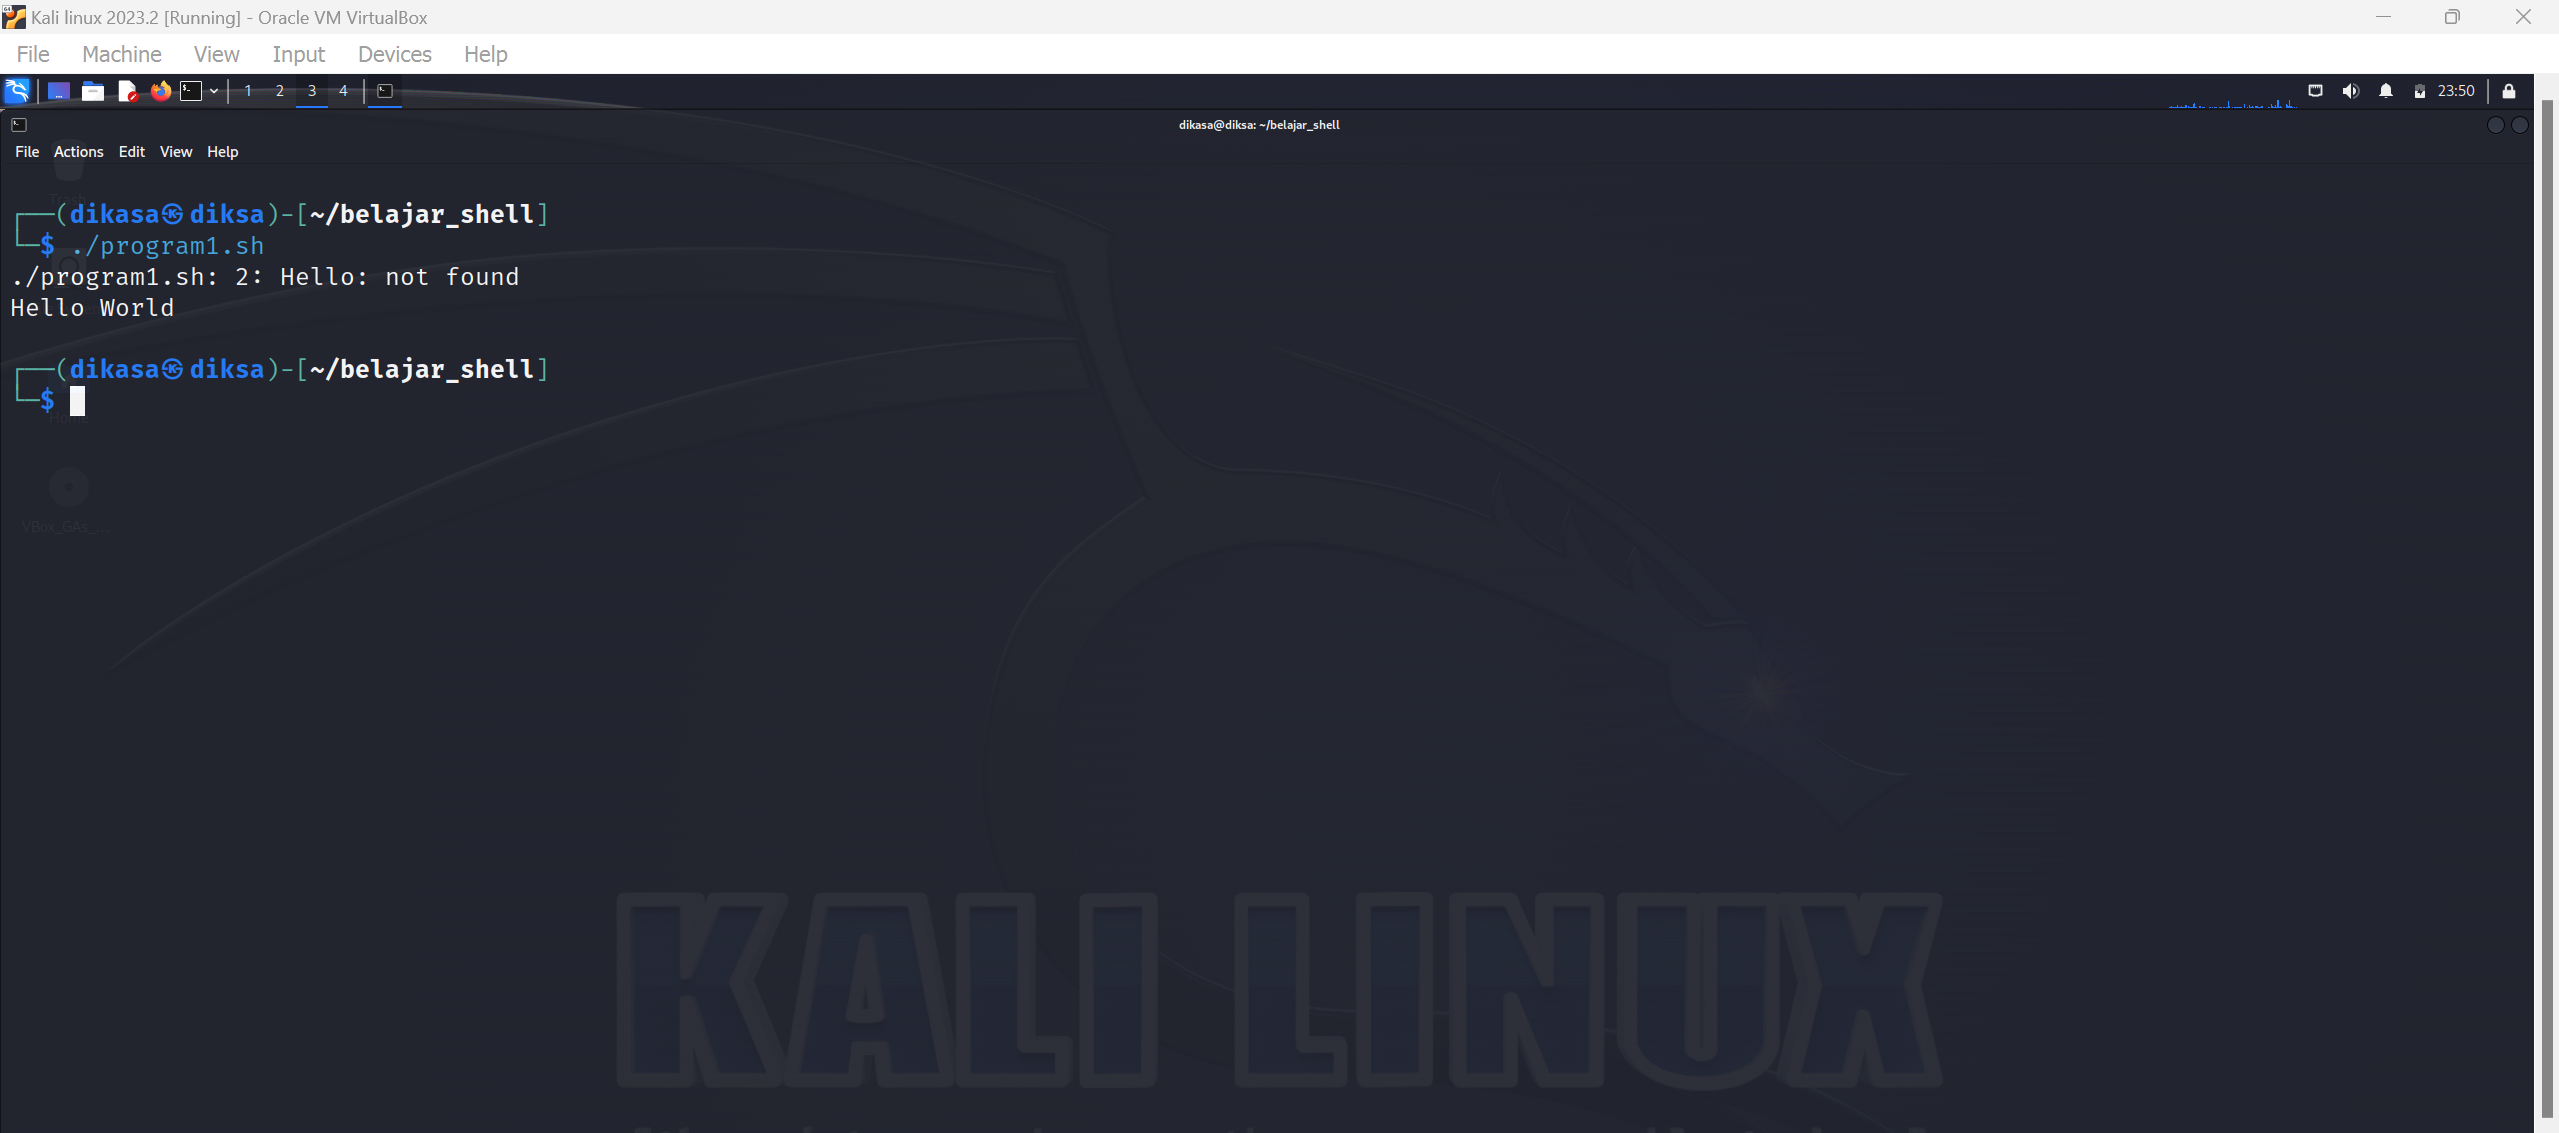 Kali linux 2023.2 [Running] - Oracle VM VirtualBox
File Machine View Input Devices Help
1 2 3 4 23:50
dikasa@diksa: ~/belajar_shell
File Actions Edit View Help
┌──(dikasa㉿diksa)-[~/belajar_shell]
└─$ ./program1.sh
./program1.sh: 2: Hello: not found
Hello World
┌──(dikasa㉿diksa)-[~/belajar_shell]
└─$
Home
VBox_GAs_...
KALI LINUX